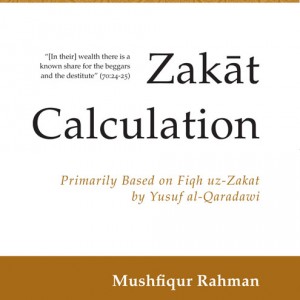 "[In their] wealth there is a
known share for the beggars
and the destitute" (70:24-25)
Zakāt
Calculation
Primarily Based on Fiqh uz-Zakat
by Yusuf al-Qaradawi
Mushfiqur Rahman